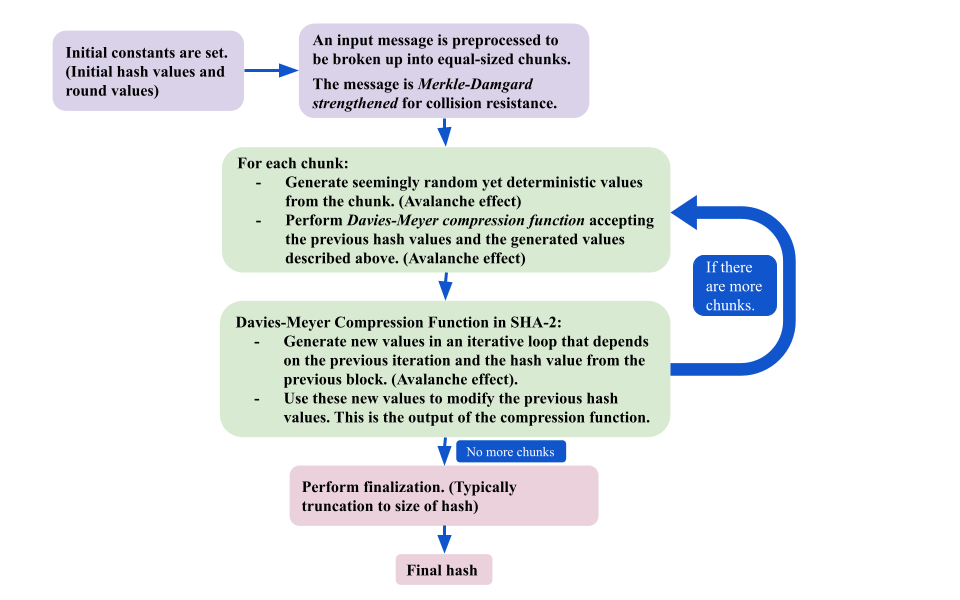 Initial constants are set.
(Initial hash values and
round values)
An input message is preprocessed to
be broken up into equal-sized chunks.
The message is Merkle-Damgard
strengthened for collision resistance.
For each chunk:
- Generate seemingly random yet deterministic values
from the chunk. (Avalanche effect)
- Perform Davies-Meyer compression function accepting
the previous hash values and the generated values
described above. (Avalanche effect)
If there
are more
chunks.
Davies-Meyer Compression Function in SHA-2:
- Generate new values in an iterative loop that depends
on the previous iteration and the hash value from the
previous block. (Avalanche effect).
- Use these new values to modify the previous hash
values. This is the output of the compression function.
No more chunks
Perform finalization. (Typically
truncation to size of hash)
Final hash